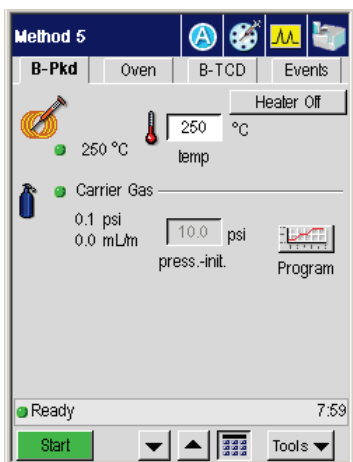 Method 5
B-Pkd Oven B-TCD Events
Heater Off
250 °C
250 °C temp
Carrier Gas
0.1 psi
0.0 mL/m
10.0 psi
press.-init.
Program
Ready 7:59
Start Tools